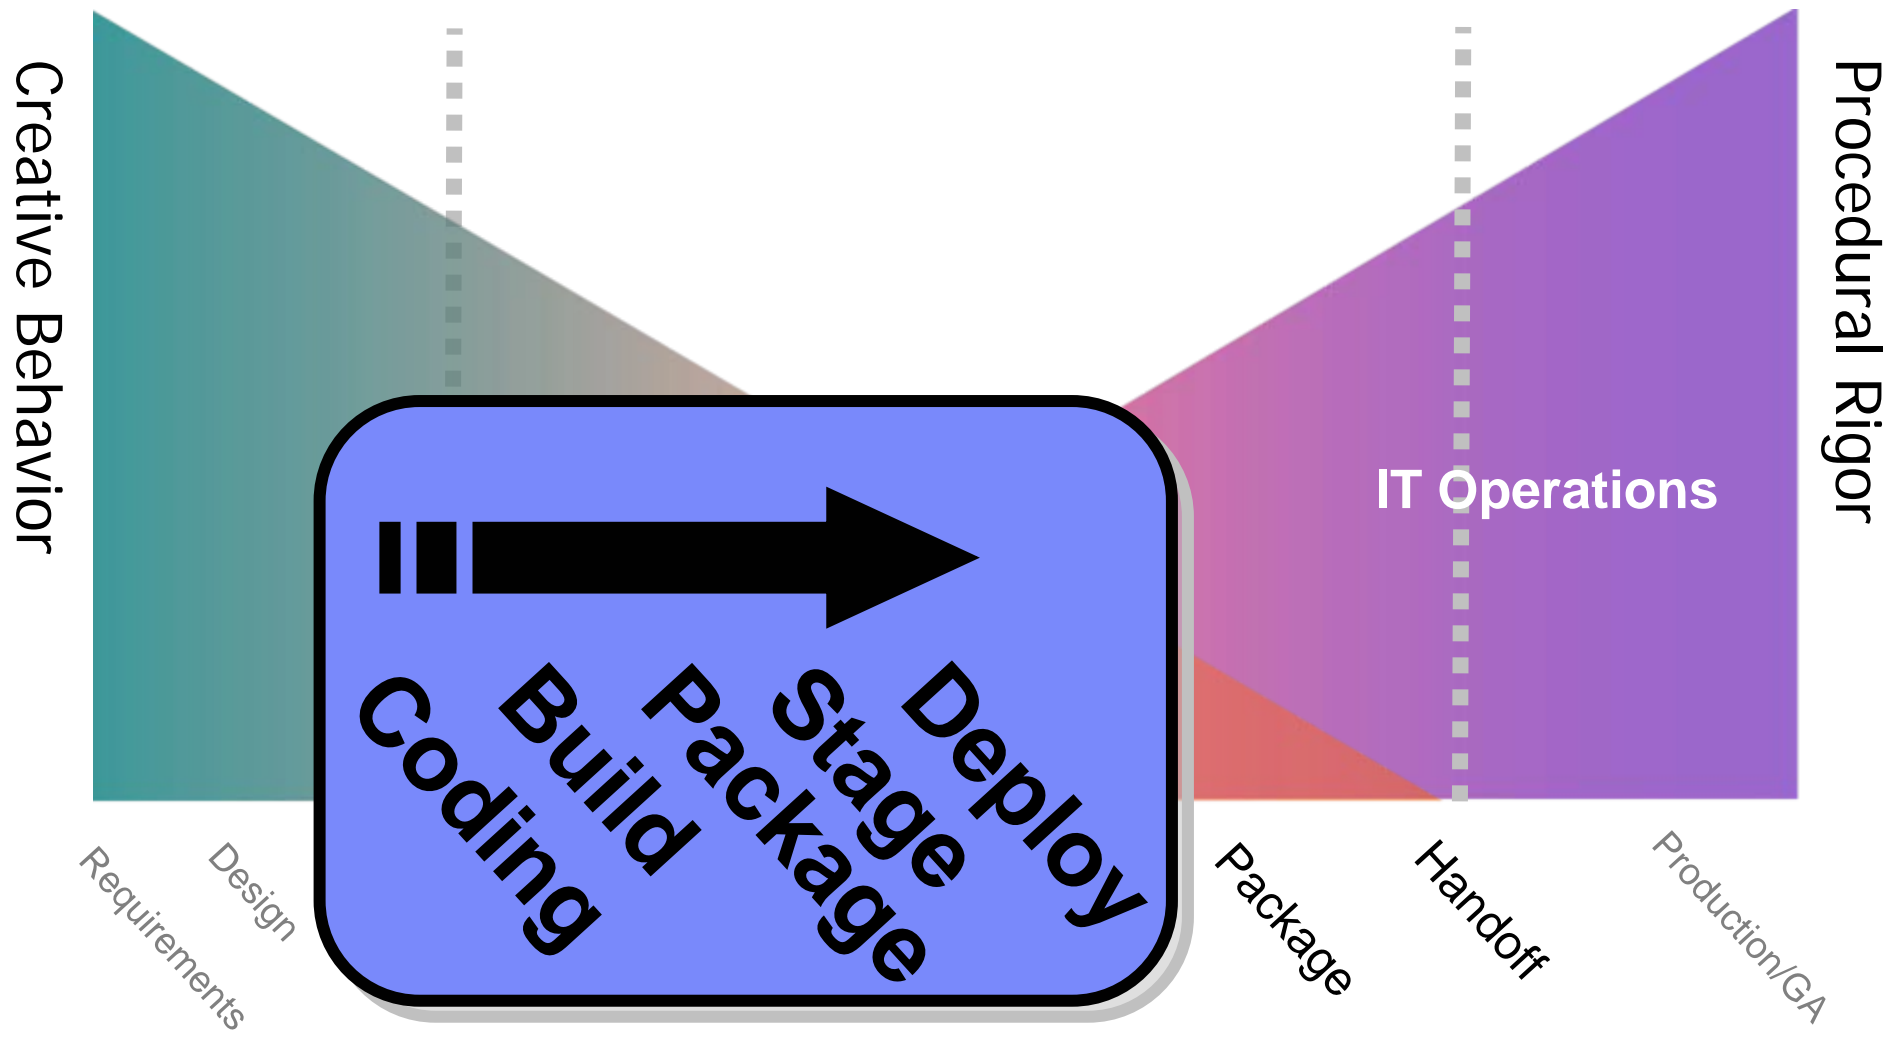 Creative Behavior
Procedural Rigor
IT Operations
Coding
Build
Package
Stage
Deploy
Requirements
Design
Package
Handoff
Production/GA